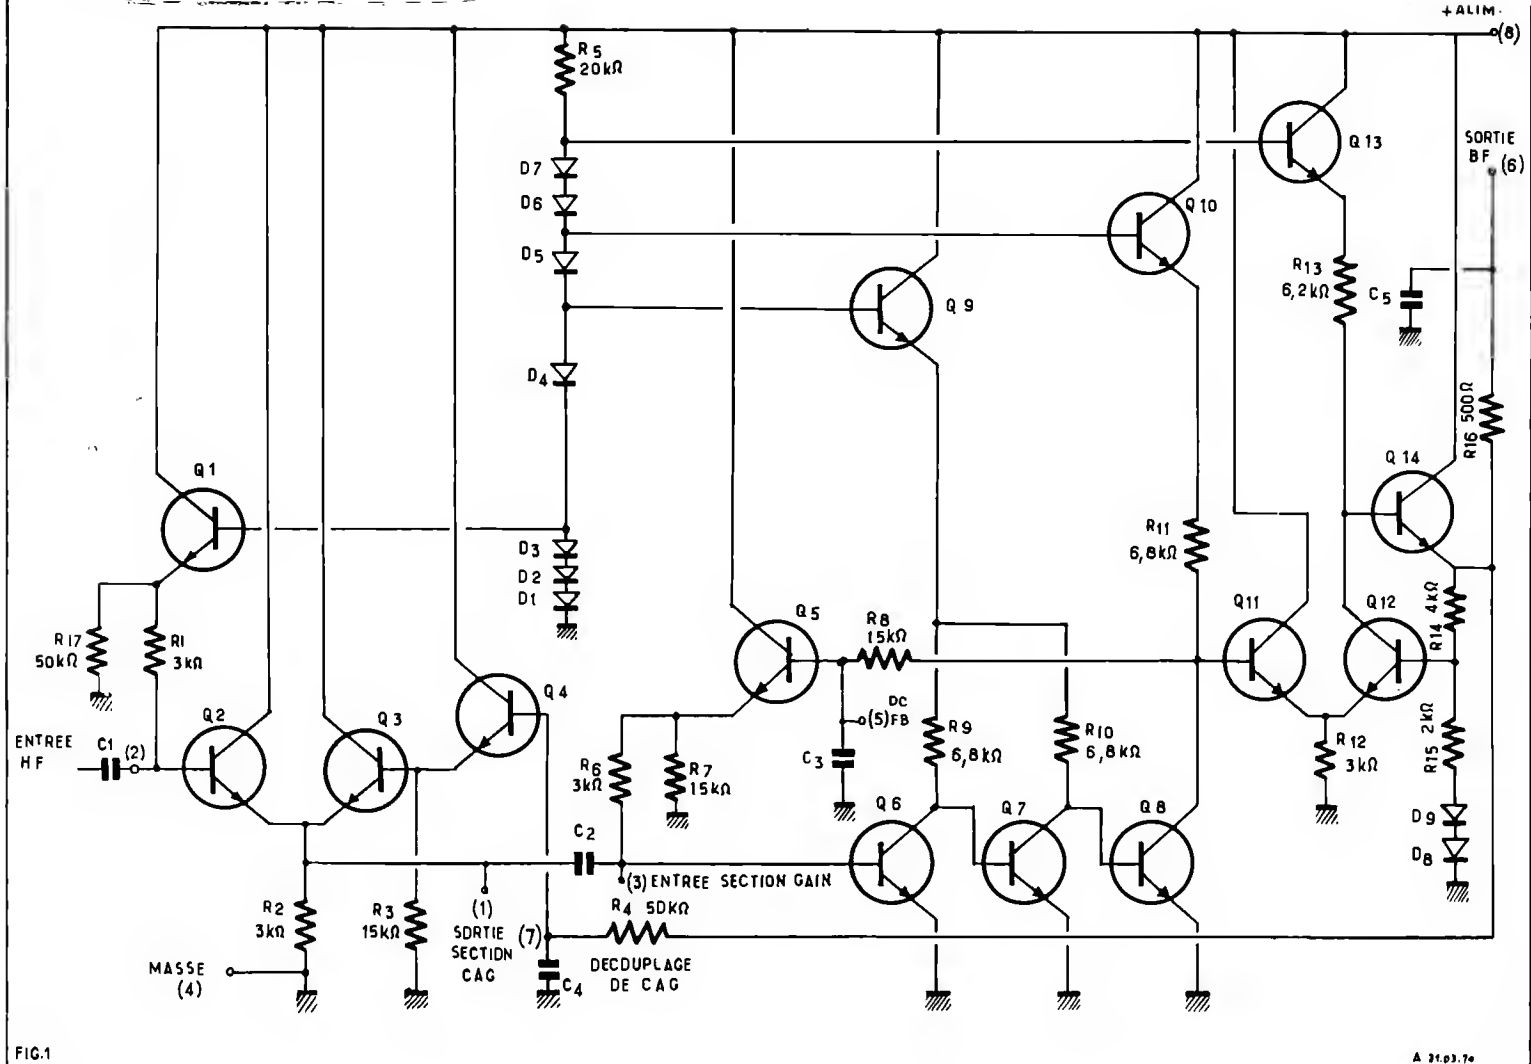 +ALIM.
(8)
R5
20kΩ
D7
Q13
SORTIE
BF (6)
D6
Q10
D5
R13
6,2kΩ
C5
Q9
D4
R16 500Ω
Q1
Q14
R11
6,8kΩ
D3
D2
D1
Q5
R8
15kΩ
Q11
Q12
R14 4kΩ
R17
50kΩ
R1
3kΩ
Q4
DC
(5) FB
Q2
Q3
ENTREE
HF
C1
(2)
R6
3kΩ
R7
15kΩ
C3
R9
6,8kΩ
R10
6,8kΩ
R12
3kΩ
R15 2kΩ
Q6
Q7
Q8
D9
D8
C2
(3) ENTREE SECTION GAIN
R2
3kΩ
R3
15kΩ
(1)
SORTIE
SECTION
CAG
R4 50kΩ
(7)
DECOUPLAGE
DE CAG
C4
MASSE
(4)
FIG.1
A 21.03.74